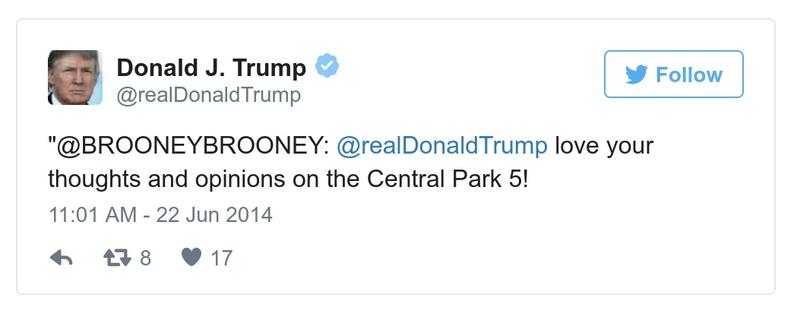 Donald J. Trump
@realDonaldTrump
Follow
"@BROONEYBROONEY: @realDonaldTrump love your
thoughts and opinions on the Central Park 5!
11:01 AM - 22 Jun 2014
8 17